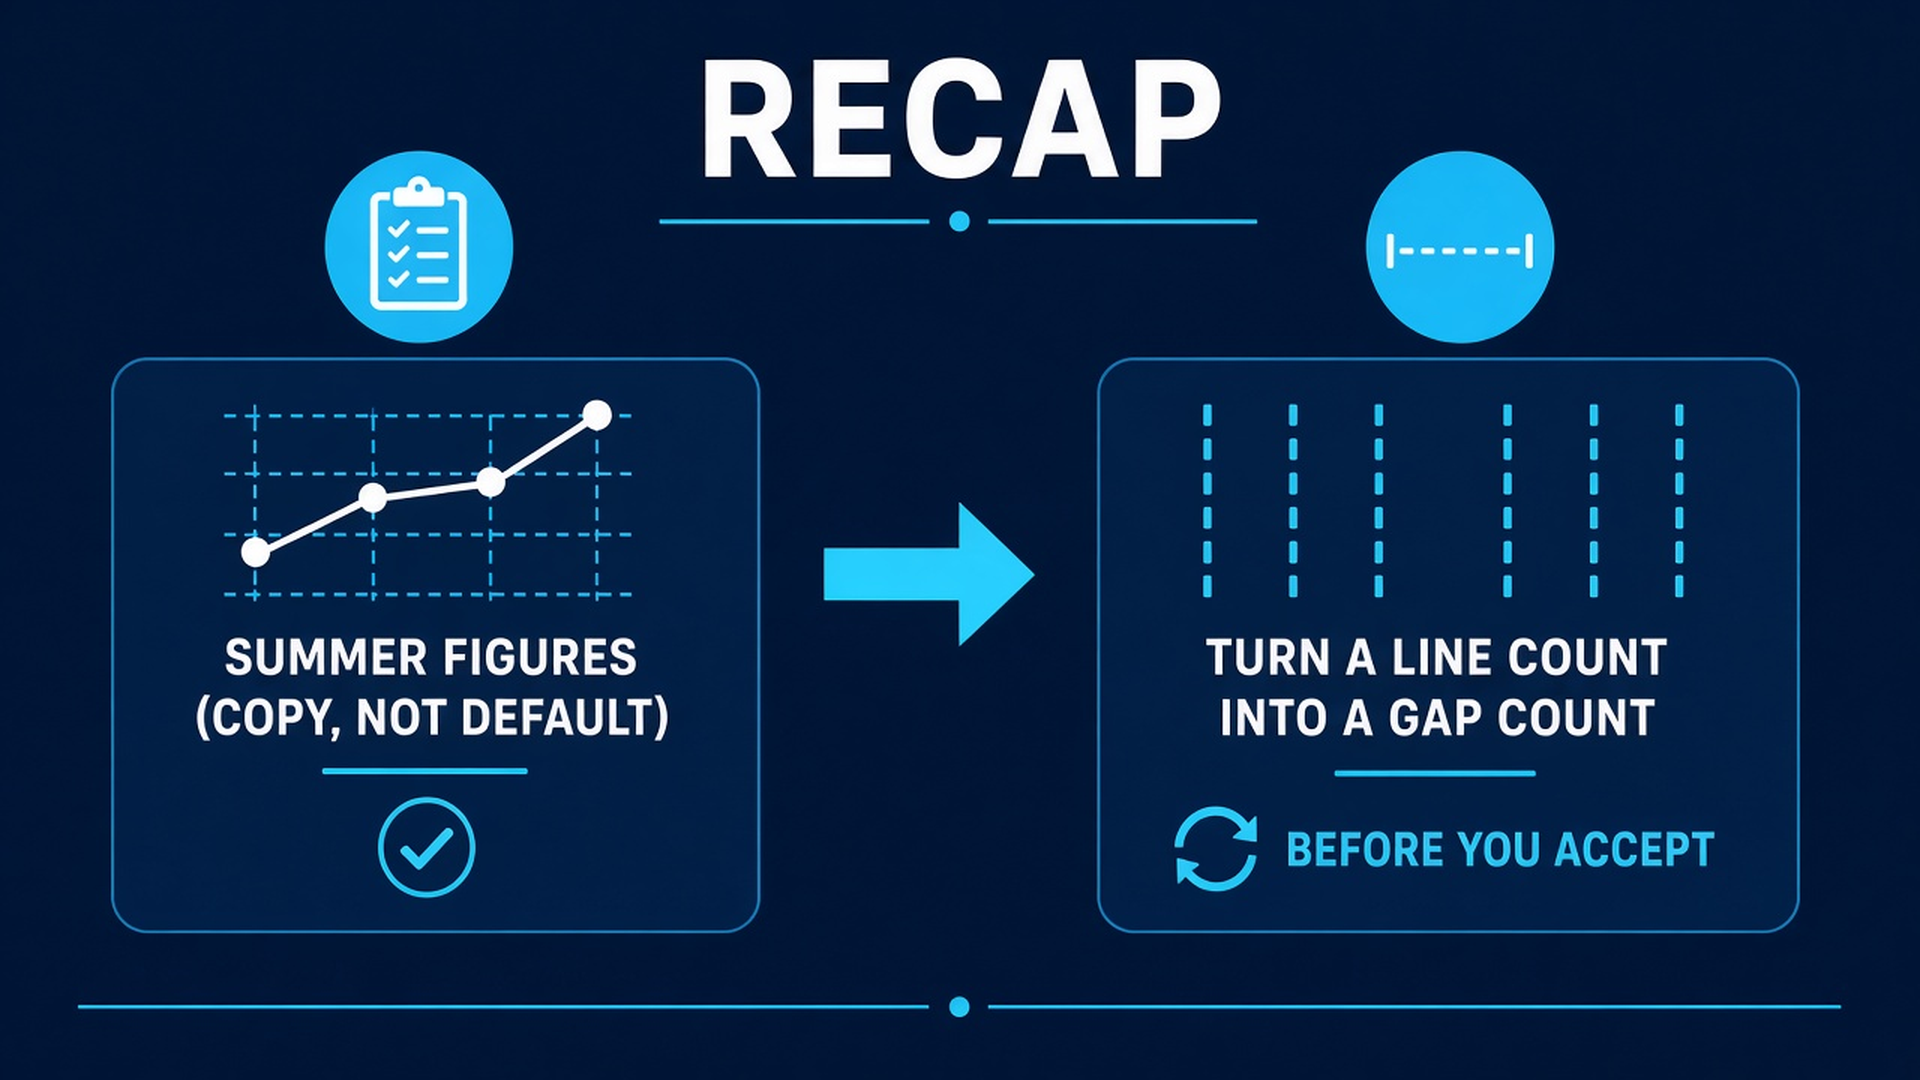 RECAP
SUMMER FIGURES
(COPY, NOT DEFAULT)
TURN A LINE COUNT
INTO A GAP COUNT
BEFORE YOU ACCEPT